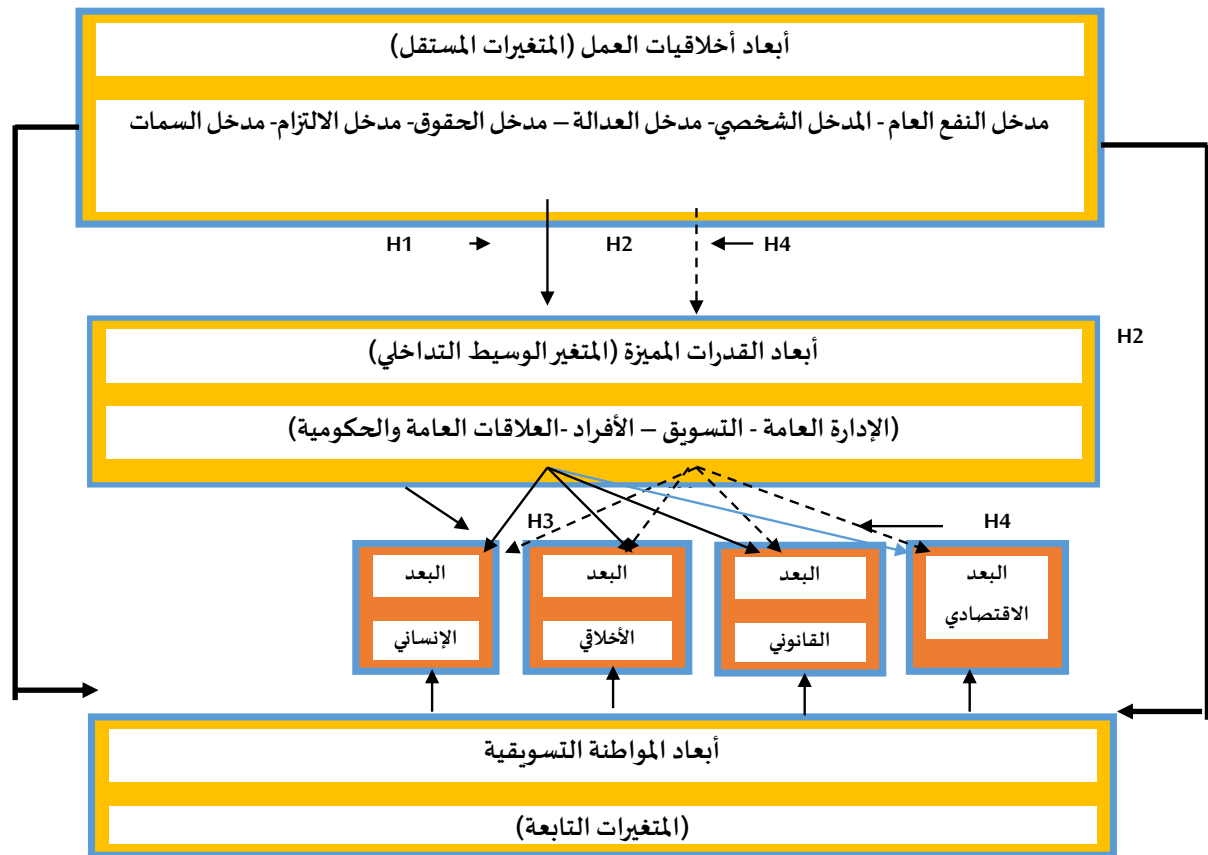 أبعاد أخلاقيات العمل (المتغيرات المستقل)
مدخل النفع العام - المدخل الشخصي- مدخل العدالة – مدخل الحقوق- مدخل الالتزام- مدخل السمات
H1
H2
H4
أبعاد القدرات المميزة (المتغير الوسيط التداخلي)
H2
(الإدارة العامة - التسويق – الأفراد -العلاقات العامة والحكومية)
H3
H4
البعد
الاقتصادي
البعد
القانوني
البعد
الأخلاقي
البعد
الإنساني
أبعاد المواطنة التسويقية
(المتغيرات التابعة)